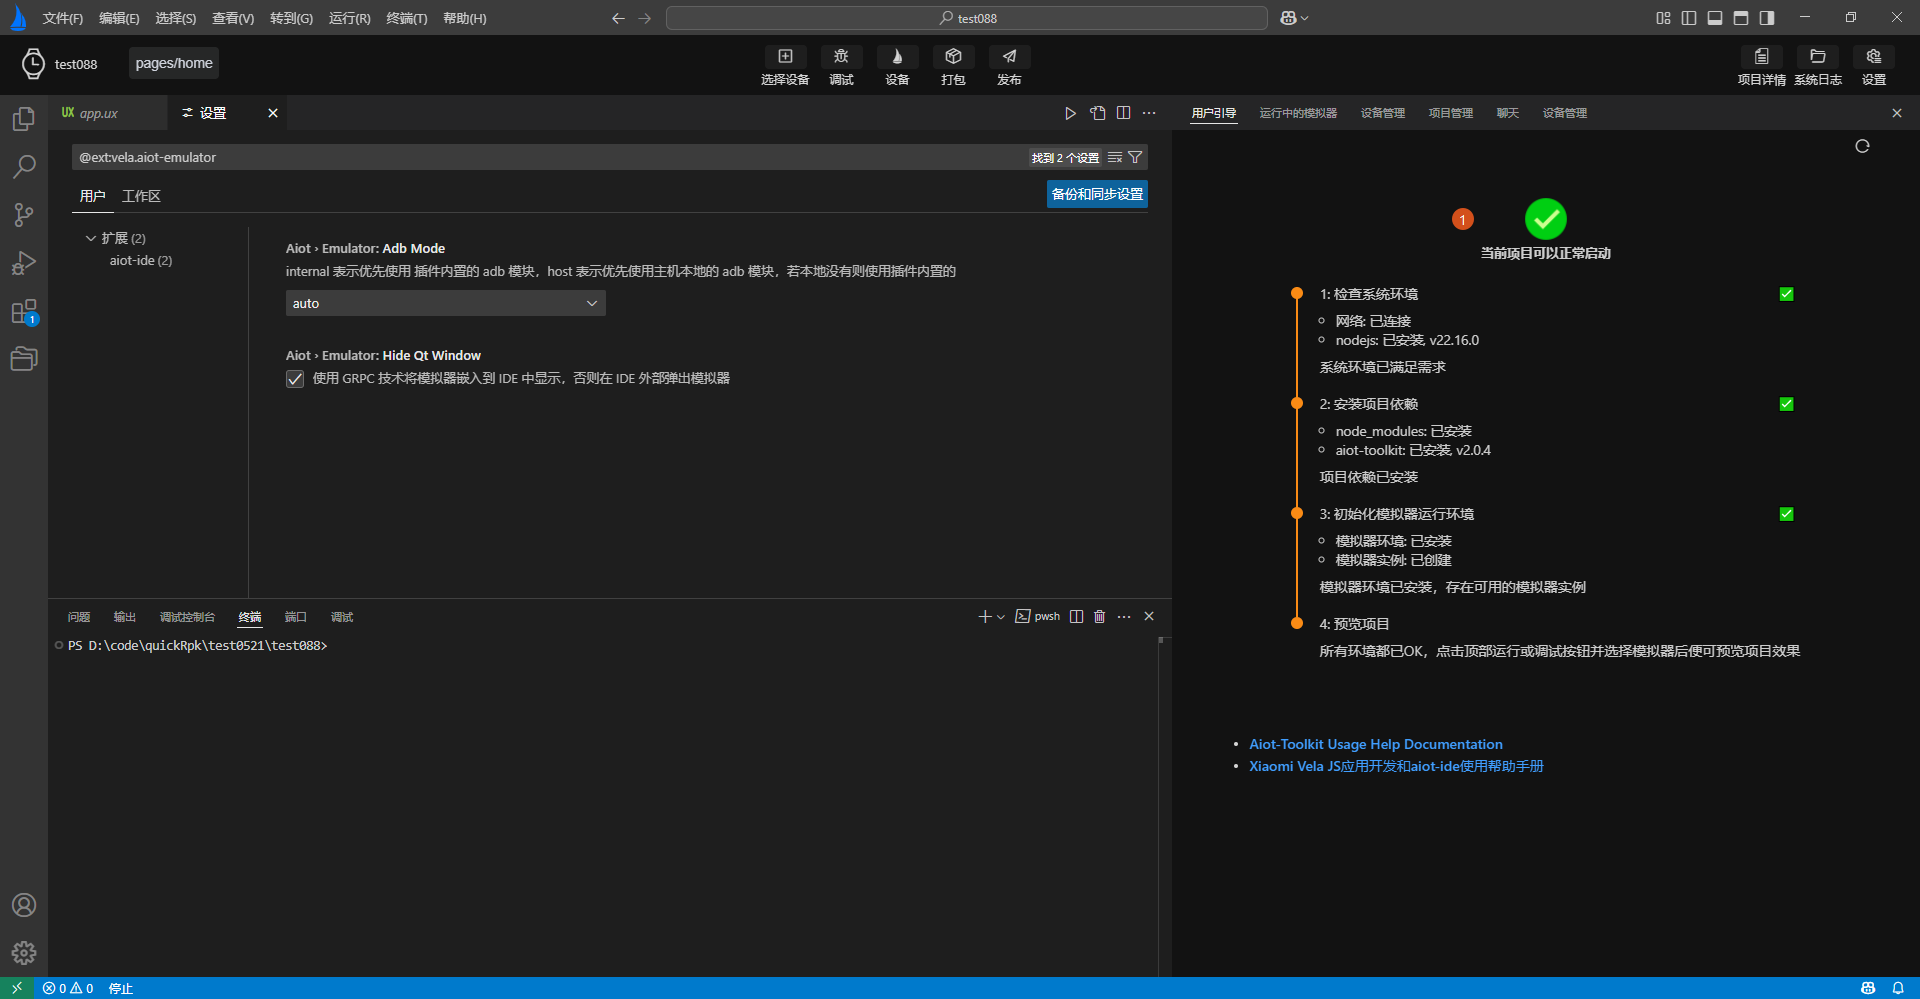 文件(F) 编辑(E) 选择(S) 查看(V) 转到(G) 运行(R) 终端(T) 帮助(H)
test088
test088
pages/home
选择设备 调试 设备 打包 发布
项目详情 系统日志 设置
UX app.ux
设置
用户引导 运行中的模拟器 设备管理 项目管理 聊天 设备管理
@ext:vela.aiot-emulator
找到 2 个设置
用户 工作区
备份和同步设置
扩展 (2)
aiot-ide (2)
Aiot › Emulator: Adb Mode
internal 表示优先使用 插件内置的 adb 模块，host 表示优先使用主机本地的 adb 模块，若本地没有则使用插件内置的
auto
Aiot › Emulator: Hide Qt Window
使用 GRPC 技术将模拟器嵌入到 IDE 中显示，否则在 IDE 外部弹出模拟器
1
问题 输出 调试控制台 终端 端口 调试
pwsh
PS D:\code\quickRpk\test0521\test088>
1
当前项目可以正常启动
1: 检查系统环境
网络: 已连接
nodejs: 已安装, v22.16.0
系统环境已满足需求
2: 安装项目依赖
node_modules: 已安装
aiot-toolkit: 已安装, v2.0.4
项目依赖已安装
3: 初始化模拟器运行环境
模拟器环境: 已安装
模拟器实例: 已创建
模拟器环境已安装，存在可用的模拟器实例
4: 预览项目
所有环境都已OK，点击顶部运行或调试按钮并选择模拟器后便可预览项目效果
Aiot-Toolkit Usage Help Documentation
Xiaomi Vela JS应用开发和aiot-ide使用帮助手册
0 0 停止